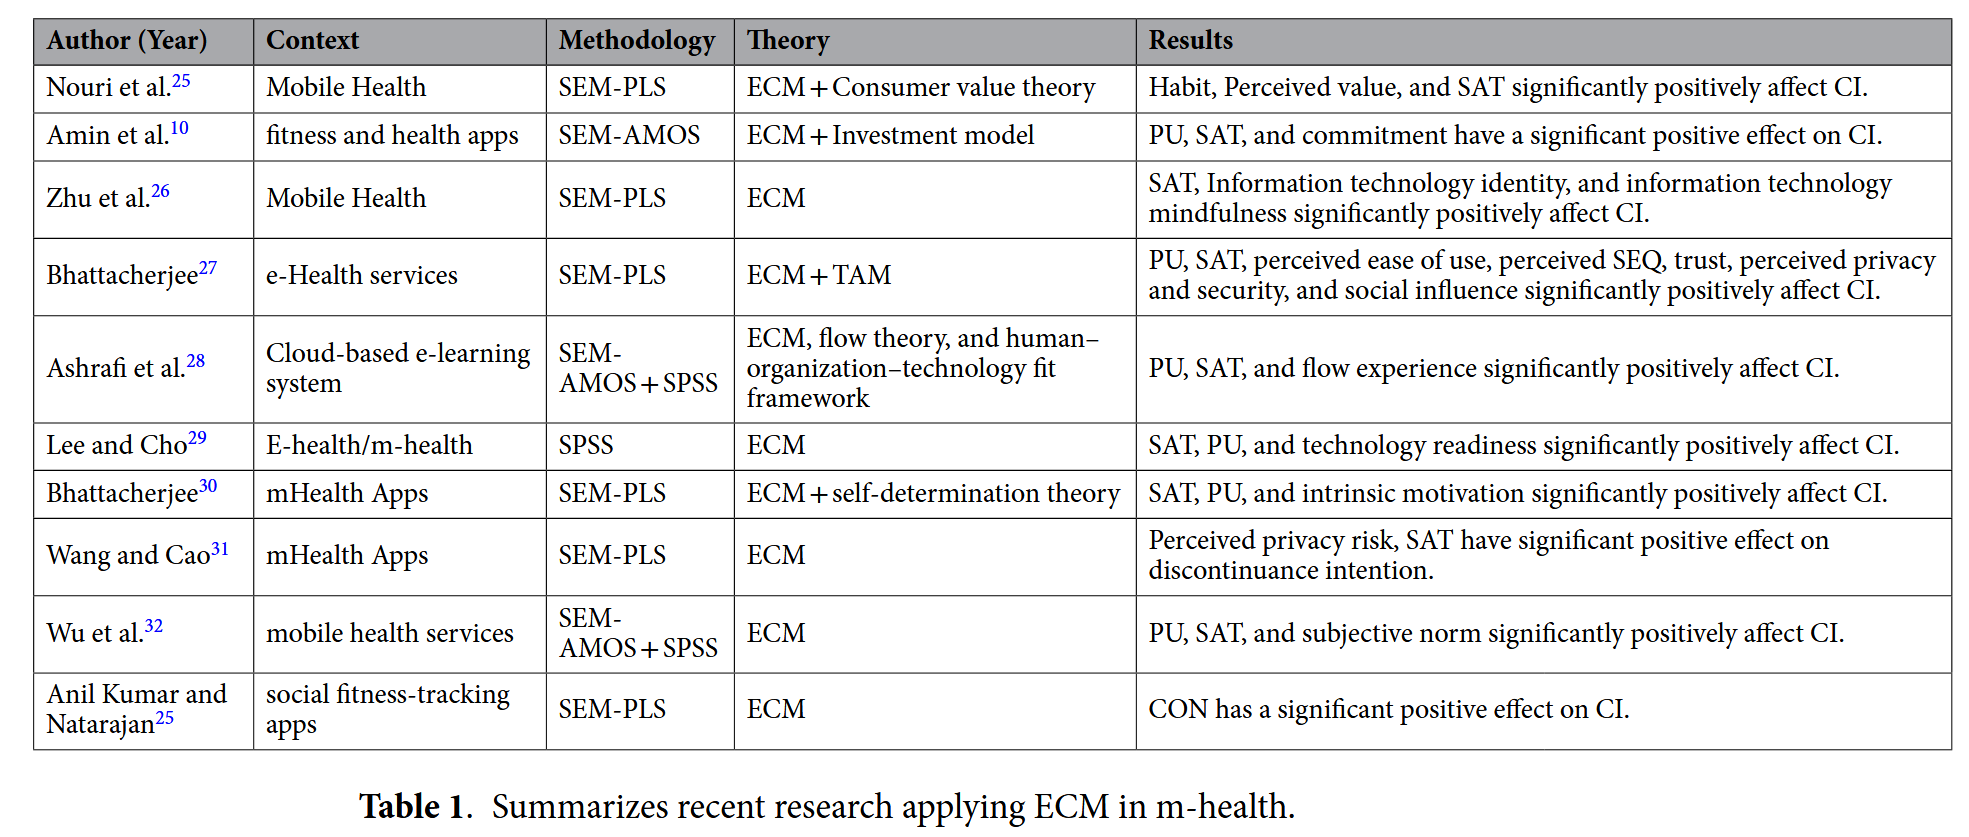 Author (Year) Context Methodology Theory Results
Nouri et al.25 Mobile Health SEM-PLS ECM + Consumer value theory Habit, Perceived value, and SAT significantly positively affect CI.
Amin et al.10 fitness and health apps SEM-AMOS ECM + Investment model PU, SAT, and commitment have a significant positive effect on CI.
Zhu et al.26 Mobile Health SEM-PLS ECM SAT, Information technology identity, and information technology
mindfulness significantly positively affect CI.
Bhattacherjee27 e-Health services SEM-PLS ECM + TAM PU, SAT, perceived ease of use, perceived SEQ, trust, perceived privacy
and security, and social influence significantly positively affect CI.
Ashrafi et al.28 Cloud-based e-learning
system
SEM-
AMOS + SPSS
ECM, flow theory, and human–
organization–technology fit
framework
PU, SAT, and flow experience significantly positively affect CI.
Lee and Cho29 E-health/m-health SPSS ECM SAT, PU, and technology readiness significantly positively affect CI.
Bhattacherjee30 mHealth Apps SEM-PLS ECM + self-determination theory SAT, PU, and intrinsic motivation significantly positively affect CI.
Wang and Cao31 mHealth Apps SEM-PLS ECM Perceived privacy risk, SAT have significant positive effect on
discontinuance intention.
Wu et al.32 mobile health services SEM-
AMOS + SPSS
ECM PU, SAT, and subjective norm significantly positively affect CI.
Anil Kumar and
Natarajan25
social fitness-tracking
apps
SEM-PLS ECM CON has a significant positive effect on CI.
Table 1. Summarizes recent research applying ECM in m-health.